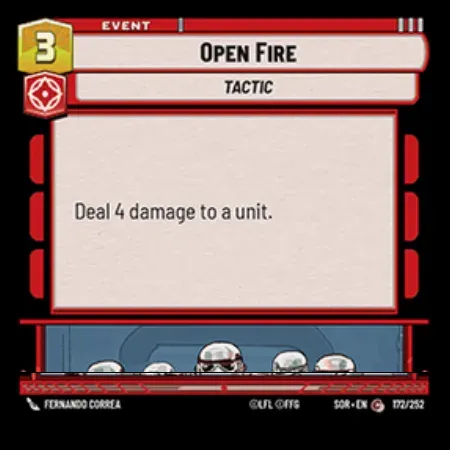 EVENT
3
OPEN FIRE
TACTIC
Deal 4 damage to a unit.
FERNANDO CORREA
©LFL ©FFG
SOR • EN
172/252